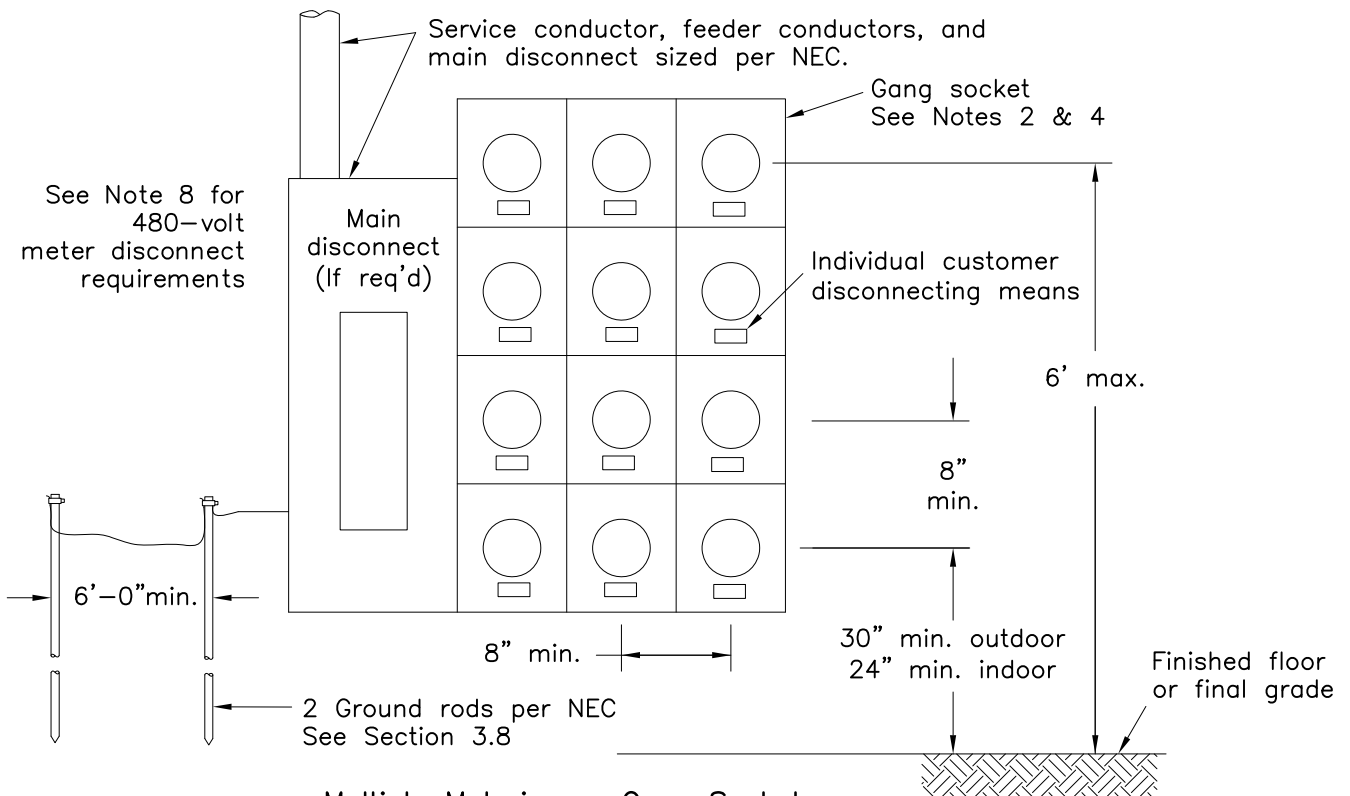 Service conductor, feeder conductors, and
main disconnect sized per NEC.
Gang socket
See Notes 2 & 4
See Note 8 for
480–volt
meter disconnect
requirements
Main
disconnect
(If req'd)
Individual customer
disconnecting means
6' max.
8"
min.
6'–0"min.
8" min.
30" min. outdoor
24" min. indoor
Finished floor
or final grade
2 Ground rods per NEC
See Section 3.8